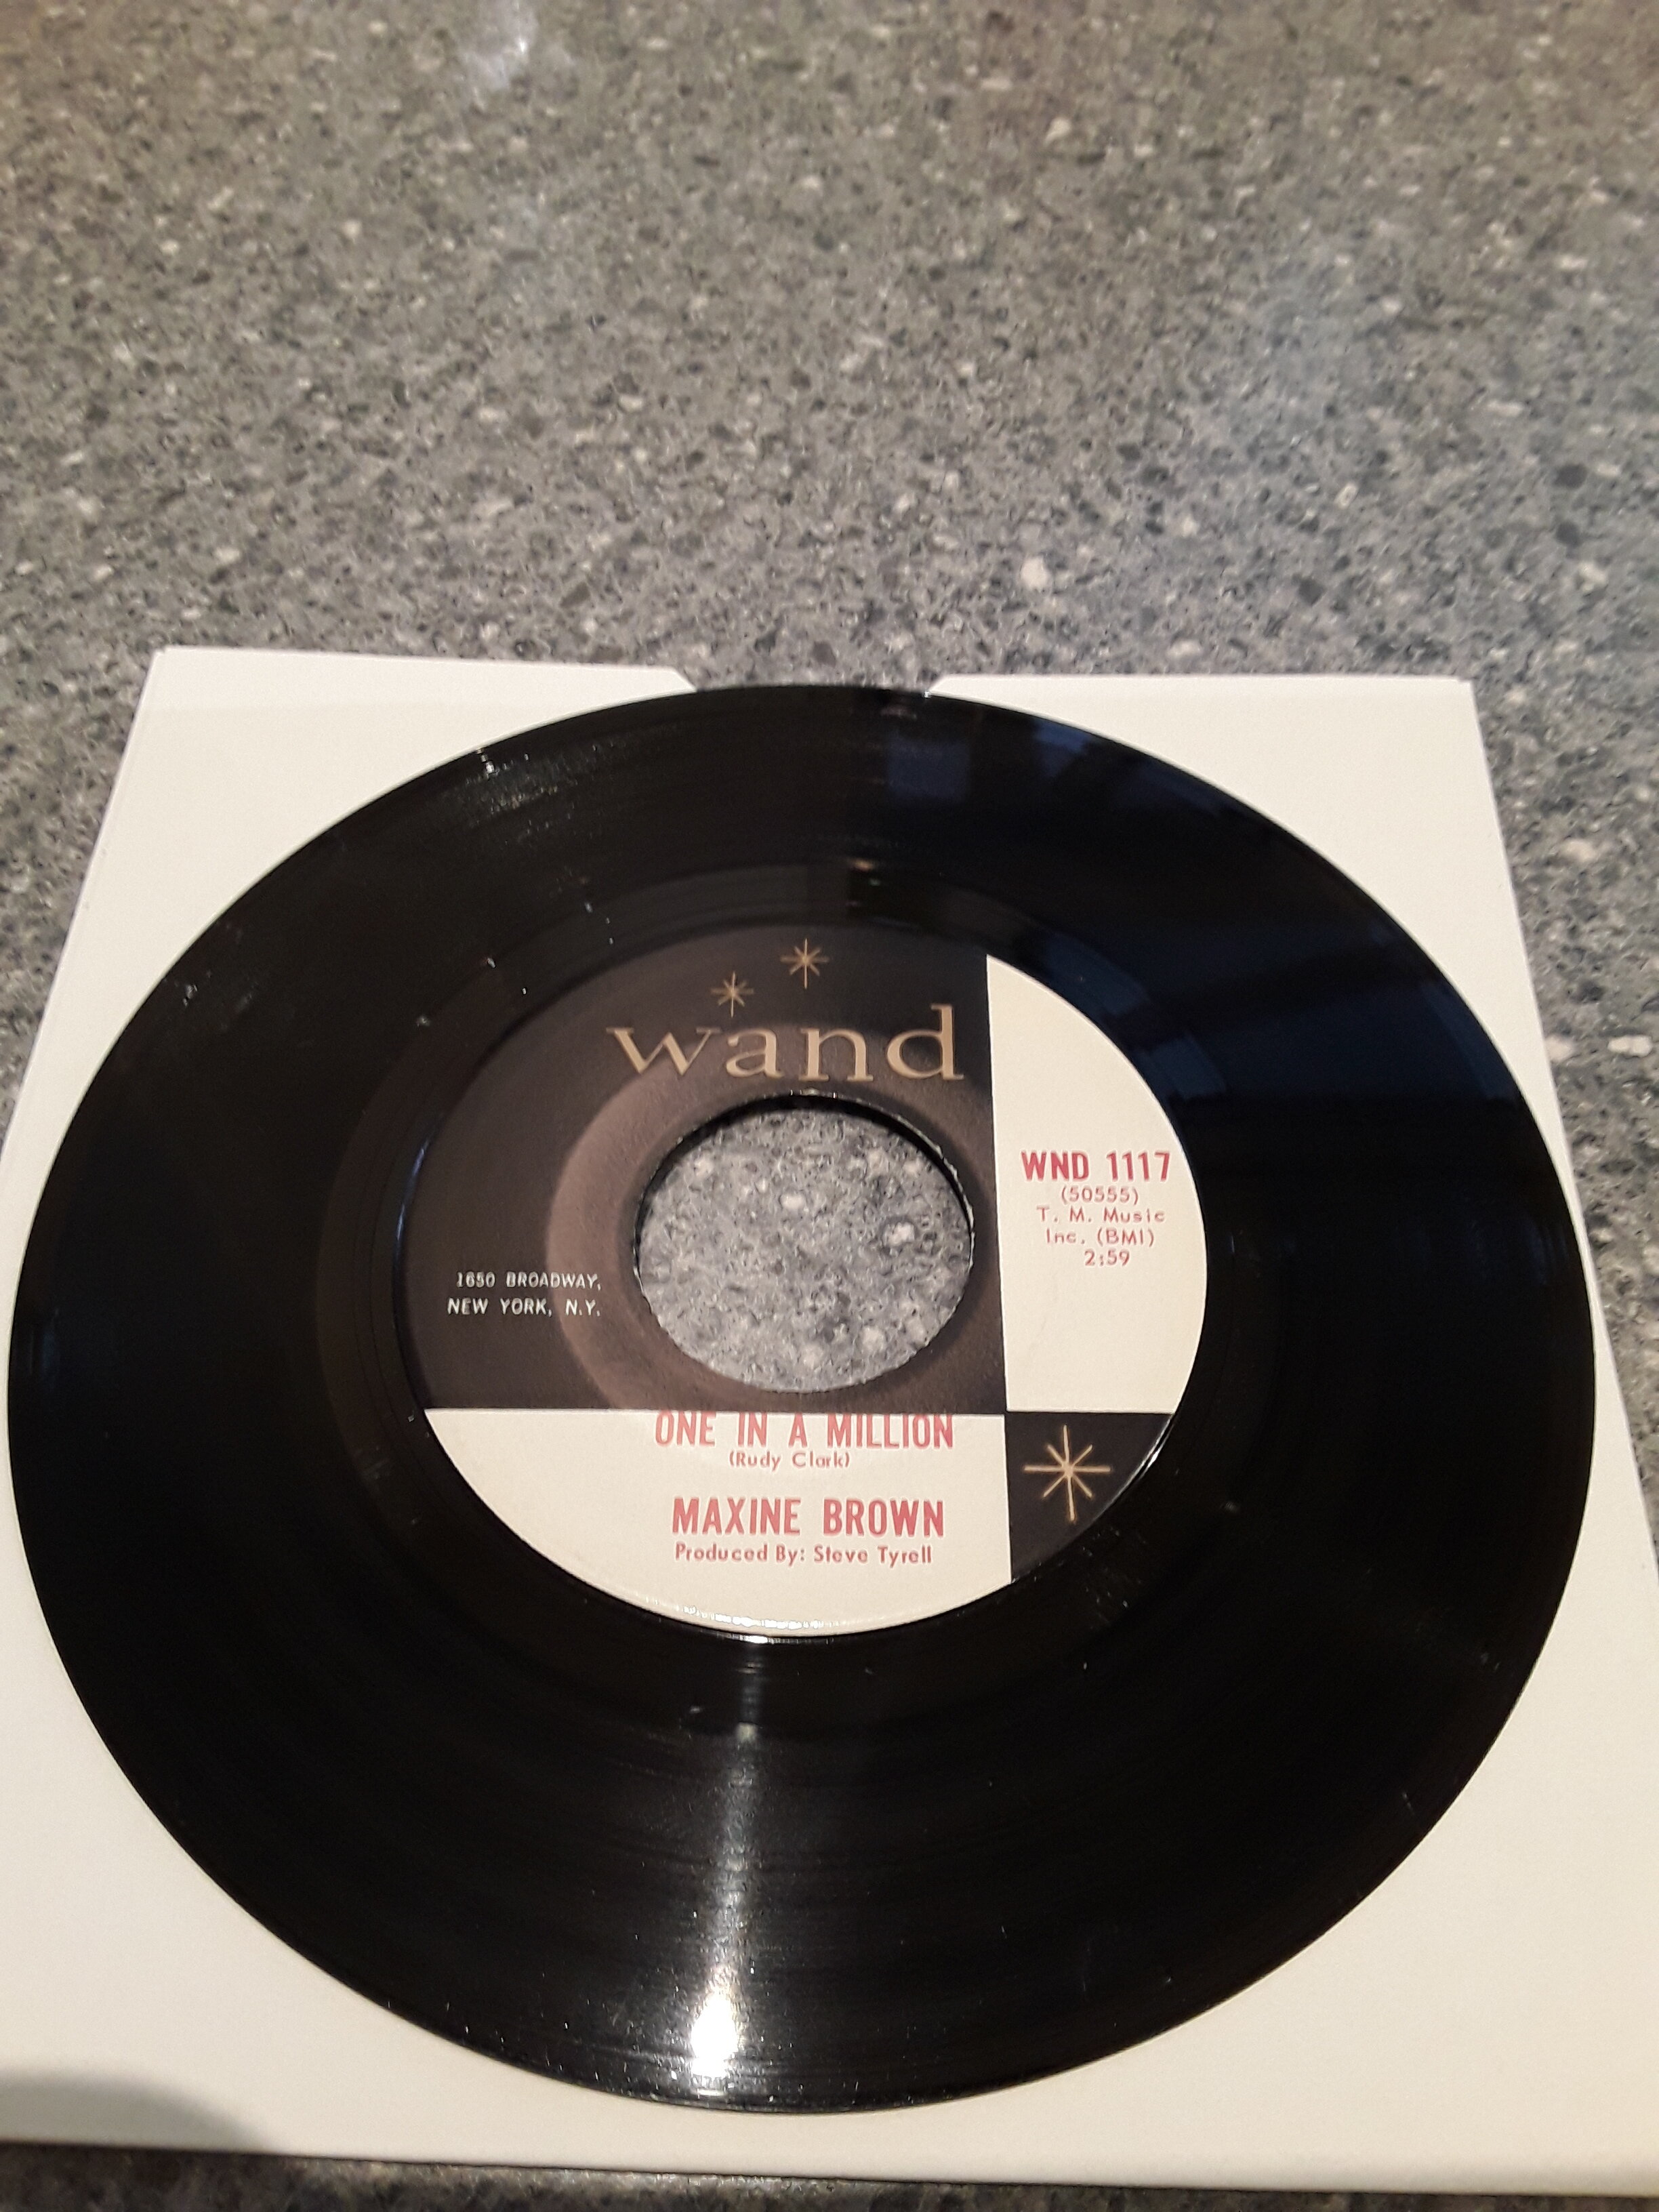 wand
WND 1117
(50555)
T. M. Music
Inc. (BMI)
2:59
1650 BROADWAY,
NEW YORK, N.Y.
ONE IN A MILLION
(Rudy Clark)
MAXINE BROWN
Produced By: Steve Tyrell